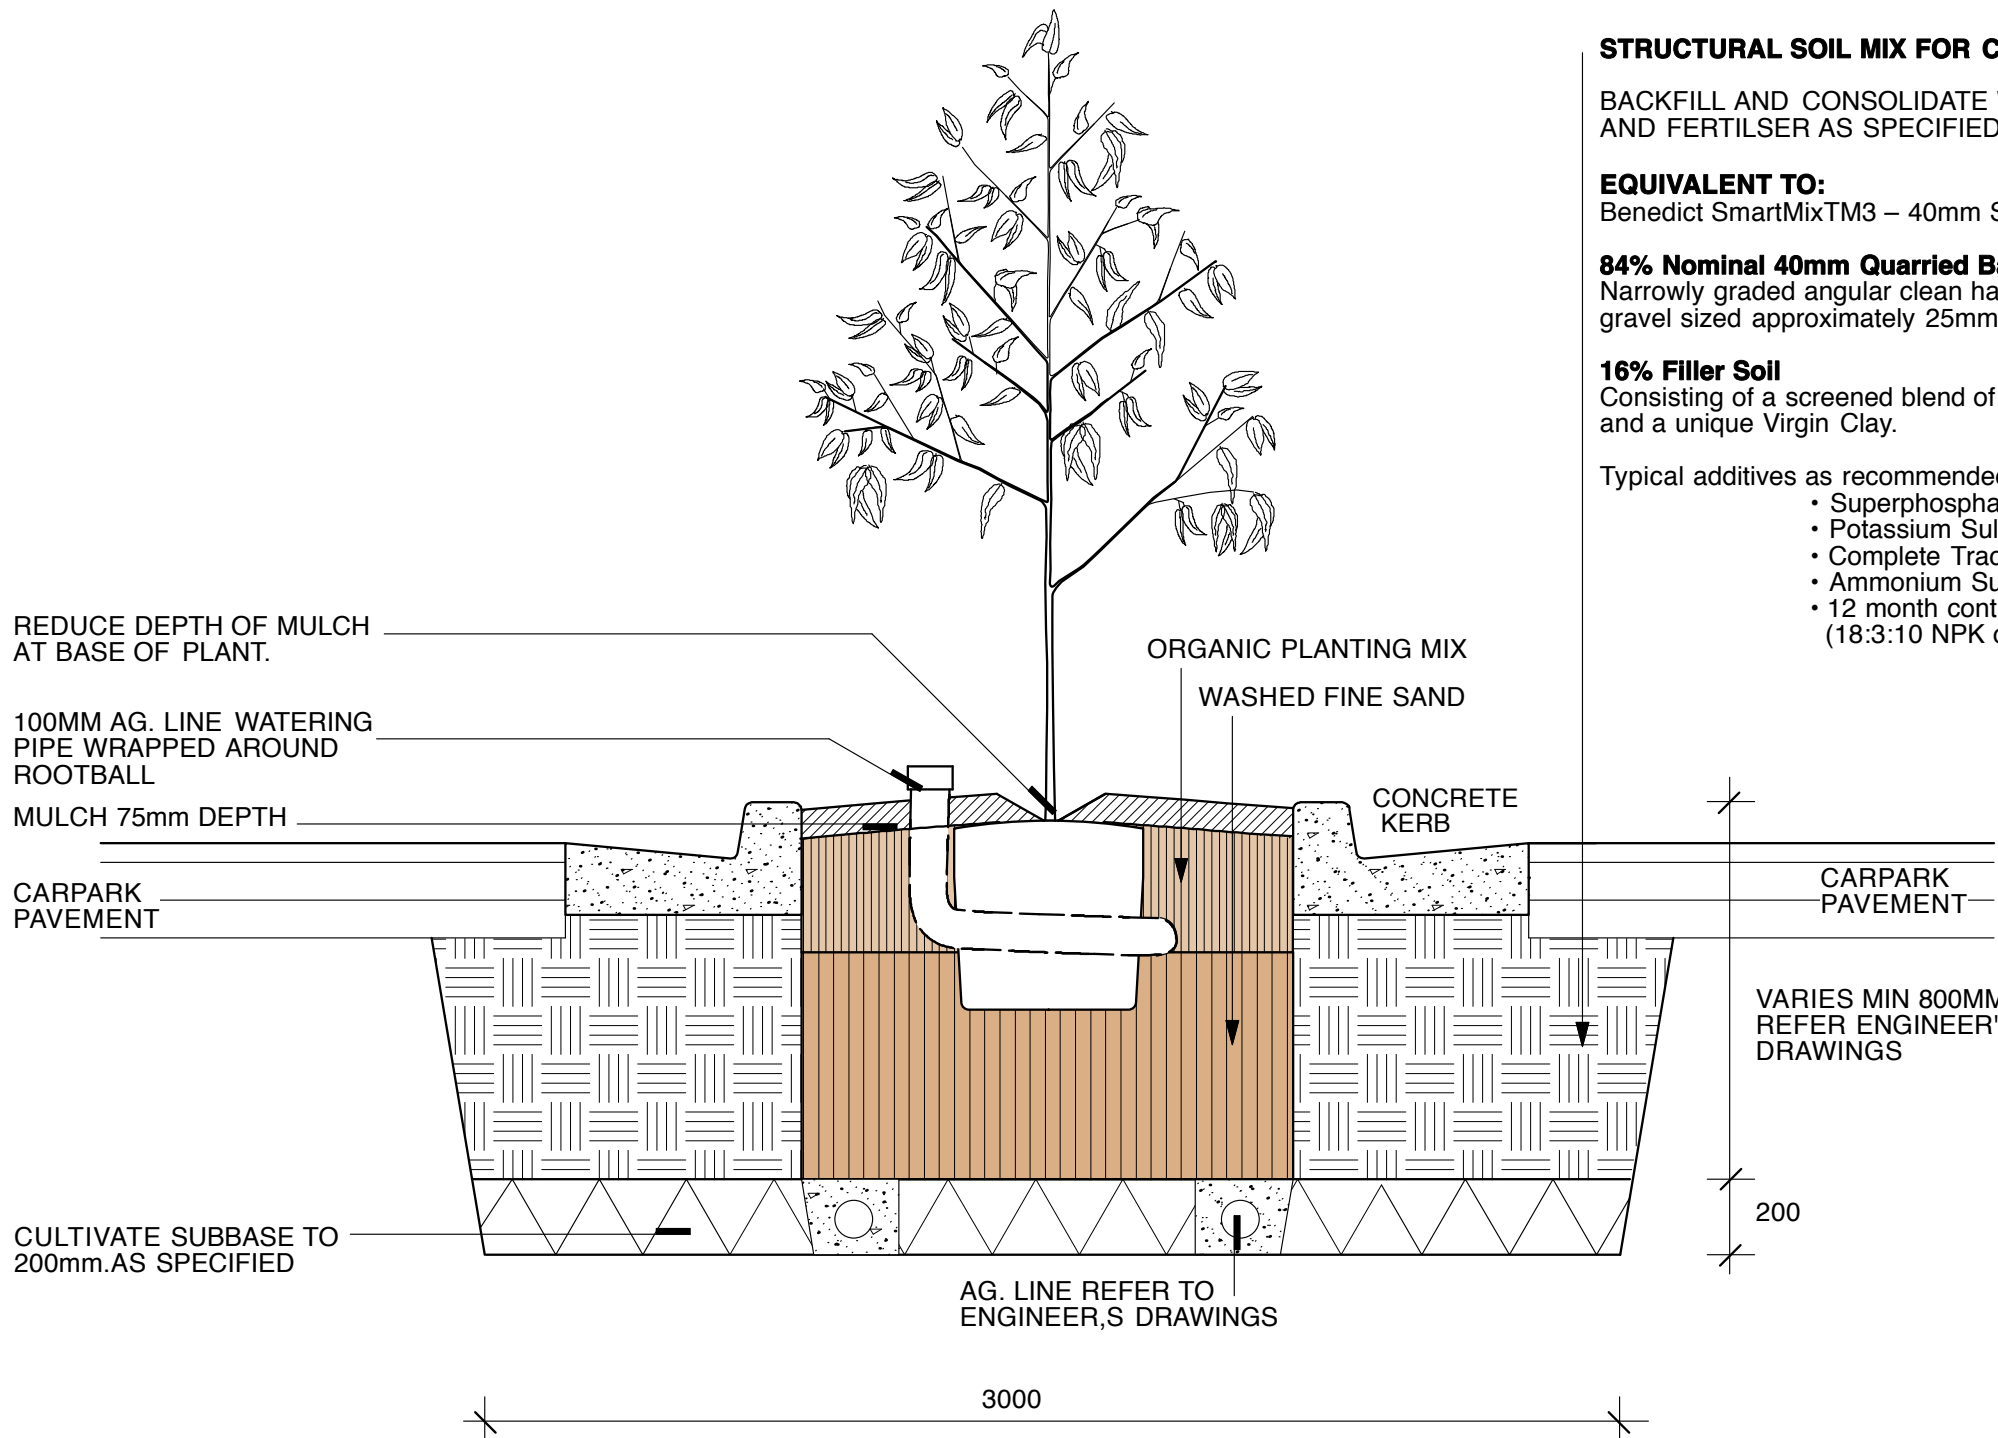 STRUCTURAL SOIL MIX FOR
BACKFILL AND CONSOLIDATE
AND FERTILSER AS SPECIFIED
EQUIVALENT TO:
Benedict SmartMixTM3 – 40mm
84% Nominal 40mm Quarried
Narrowly graded angular clean
gravel sized approximately 25mm
16% Filler Soil
Consisting of a screened blend of
and a unique Virgin Clay.
Typical additives as recommended
• Superphospha
• Potassium Sul
• Complete Trac
• Ammonium Su
• 12 month cont
(18:3:10 NPK
REDUCE DEPTH OF MULCH
AT BASE OF PLANT.
100MM AG. LINE WATERING
PIPE WRAPPED AROUND
ROOTBALL
MULCH 75mm DEPTH
ORGANIC PLANTING MIX
WASHED FINE SAND
CONCRETE
KERB
CARPARK
PAVEMENT
CARPARK
PAVEMENT
VARIES MIN 800MM
REFER ENGINEER'
DRAWINGS
200
CULTIVATE SUBBASE TO
200mm.AS SPECIFIED
AG. LINE REFER TO
ENGINEER,S DRAWINGS
3000